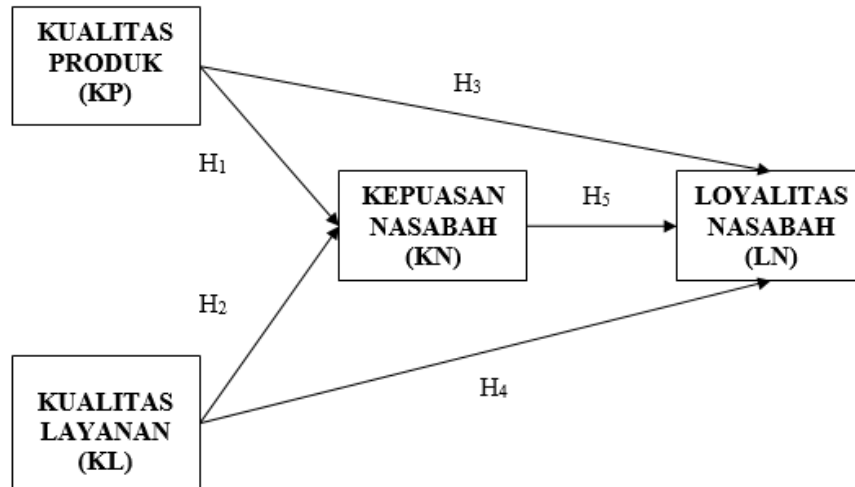 KUALITAS
PRODUK
(KP)
H₃
H₁
KEPUASAN
NASABAH
(KN)
H₅
LOYALITAS
NASABAH
(LN)
H₂
H₄
KUALITAS
LAYANAN
(KL)